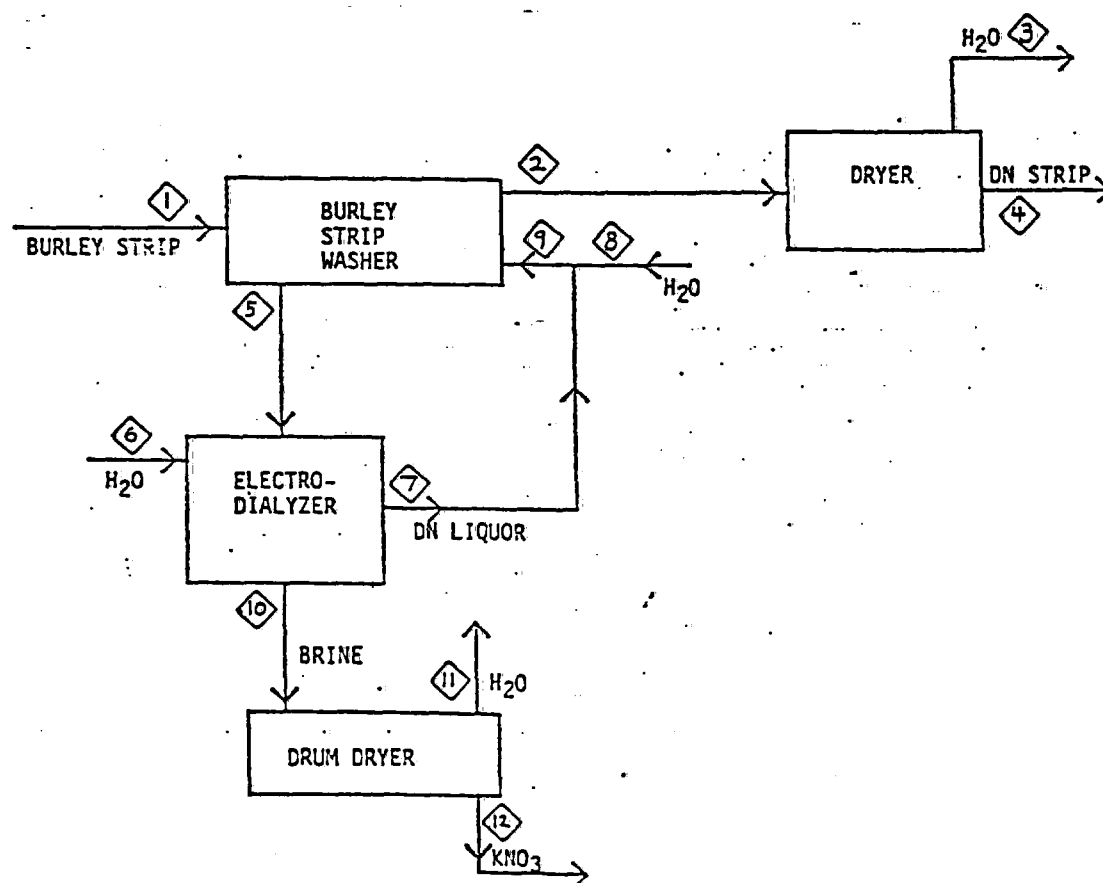 H₂O 3
2
DRYER
DN STRIP
4
1
BURLEY STRIP
BURLEY
STRIP
WASHER
9
8
H₂O
5
6
H₂O
ELECTRO-
DIALYZER
7
DN LIQUOR
10
BRINE
11
H₂O
DRUM DRYER
12
KNO₃